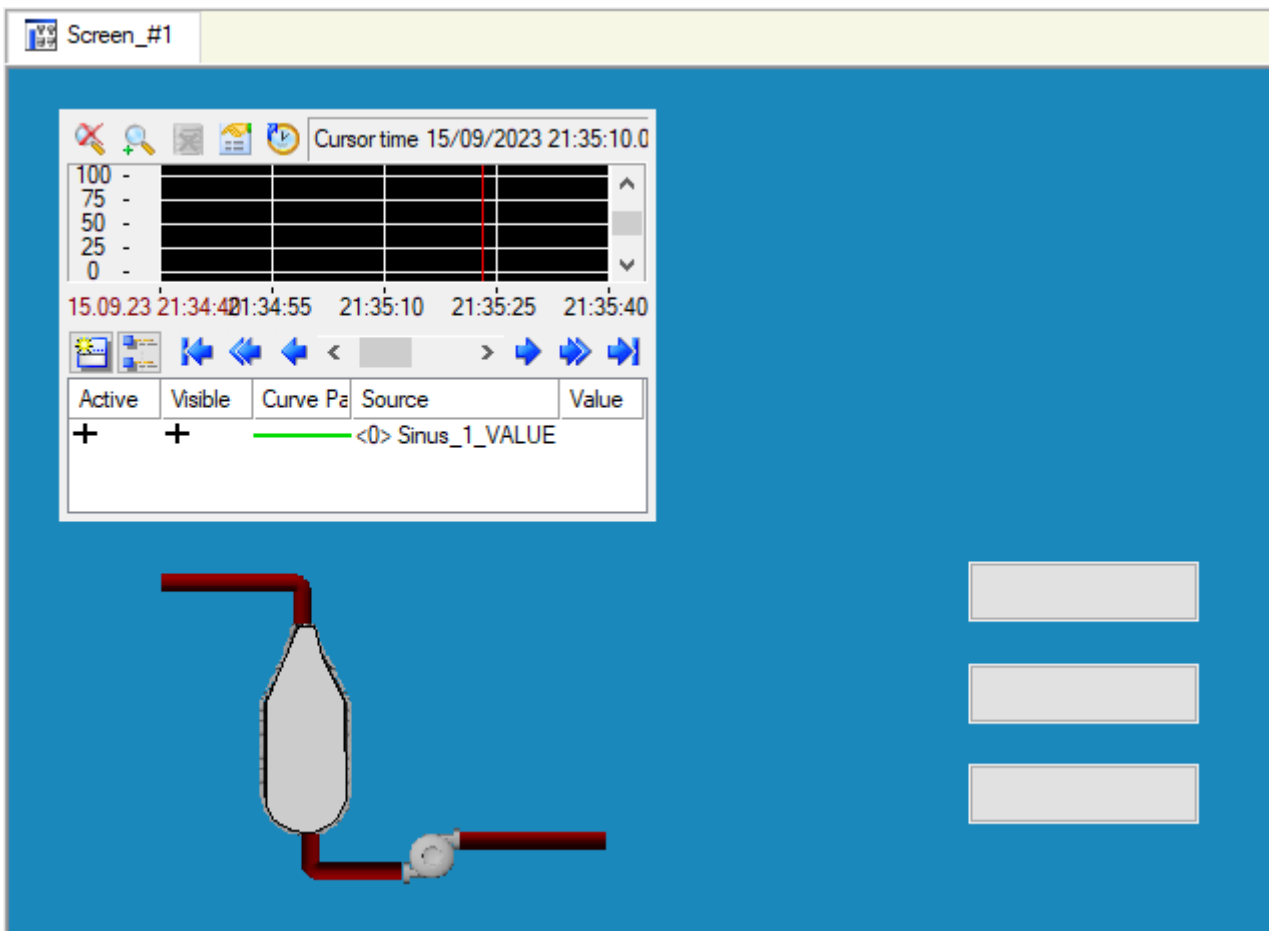 Screen_#1
Cursor time 15/09/2023 21:35:10.0
100 -
75 -
50 -
25 -
0 -
15.09.23 21:34:40 21:34:55 21:35:10 21:35:25 21:35:40
Active Visible Curve Pa Source Value
<0> Sinus_1_VALUE